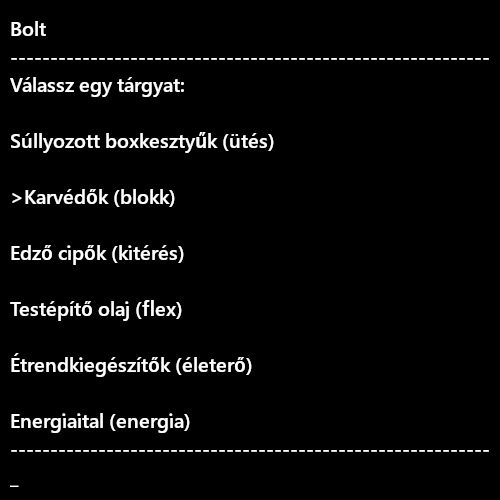 Bolt
------------------------------------------------------------
Válassz egy tárgyat:
Súllyozott boxkesztyűk (ütés)
>Karvédők (blokk)
Edző cipők (kitérés)
Testépítő olaj (flex)
Étrendkiegészítők (életerő)
Energiaital (energia)
------------------------------------------------------------
_